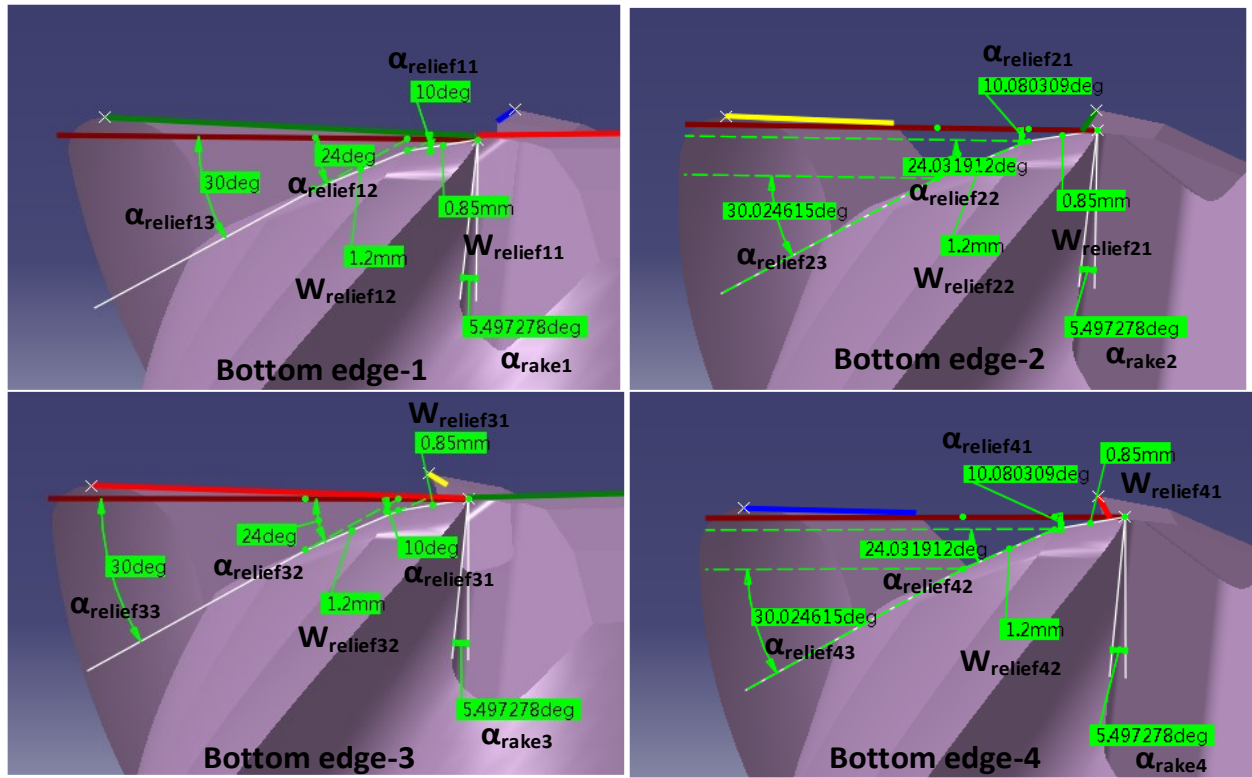 αrelief11
10deg
24deg
30deg
αrelief12
αrelief13
0.85mm
Wrelief11
1.2mm
Wrelief12
5.497278deg
Bottom edge-1
αrake1
αrelief21
10.080309deg
24.031912deg
αrelief22
30.024615deg
0.85mm
αrelief23
Wrelief21
1.2mm
Wrelief22
5.497278deg
Bottom edge-2
αrake2
Wrelief31
0.85mm
24deg
10deg
30deg
αrelief32
αrelief31
αrelief33
1.2mm
Wrelief32
5.497278deg
αrake3
Bottom edge-3
αrelief41
0.85mm
10.080309deg
Wrelief41
24.031912deg
αrelief42
30.024615deg
1.2mm
αrelief43
Wrelief42
5.497278deg
Bottom edge-4
αrake4